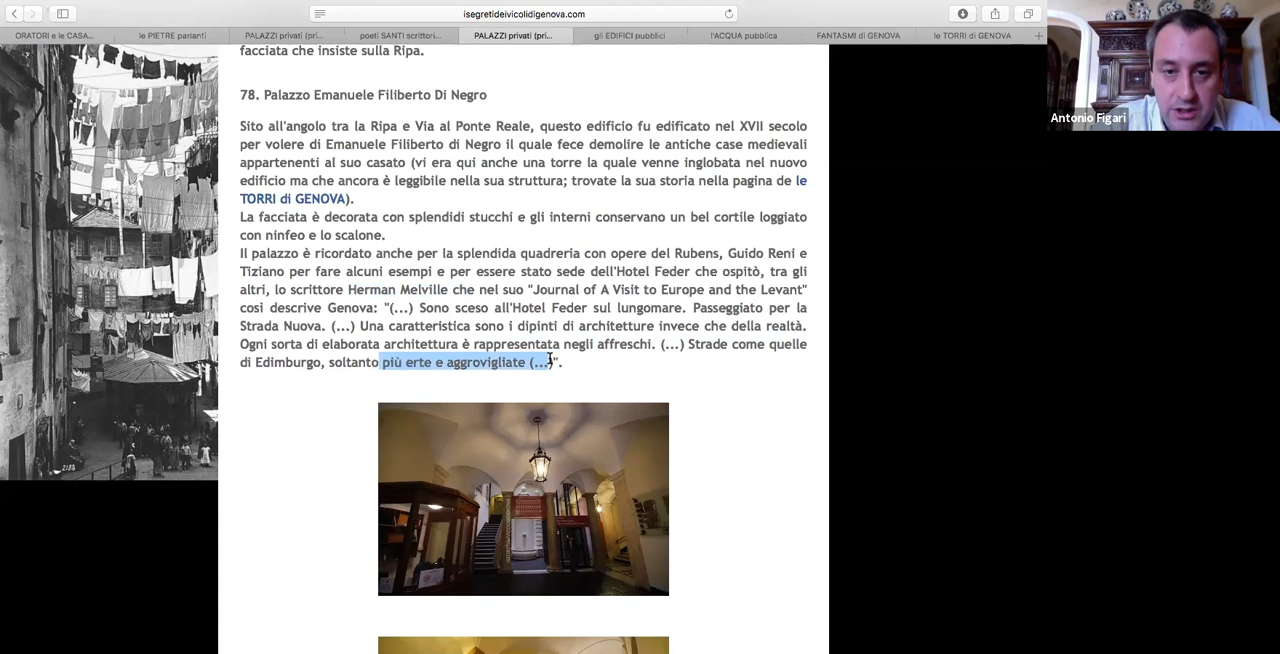 isegretideivicolidigenova.com
ORATORI e le CASA...
le PIETRE parlanti
PALAZZI privati (pri...
poeti SANTI scrittori...
PALAZZI privati (pri...
gli EDIFICI pubblici
l'ACQUA pubblica
FANTASMI di GENOVA
le TORRI di GENOVA
Antonio Figari
facciata che insiste sulla Ripa.
78. Palazzo Emanuele Filiberto Di Negro
Sito all'angolo tra la Ripa e Via al Ponte Reale, questo edificio fu edificato nel XVII secolo
per volere di Emanuele Filiberto di Negro il quale fece demolire le antiche case medievali
appartenenti al suo casato (vi era qui anche una torre la quale venne inglobata nel nuovo
edificio ma che ancora è leggibile nella sua struttura; trovate la sua storia nella pagina de le
TORRI di GENOVA).
La facciata è decorata con splendidi stucchi e gli interni conservano un bel cortile loggiato
con ninfeo e lo scalone.
Il palazzo è ricordato anche per la splendida quadreria con opere del Rubens, Guido Reni e
Tiziano per fare alcuni esempi e per essere stato sede dell'Hotel Feder che ospitò, tra gli
altri, lo scrittore Herman Melville che nel suo "Journal of A Visit to Europe and the Levant"
così descrive Genova: "(...) Sono sceso all'Hotel Feder sul lungomare. Passeggiato per la
Strada Nuova. (...) Una caratteristica sono i dipinti di architetture invece che della realtà.
Ogni sorta di elaborata architettura è rappresentata negli affreschi. (...) Strade come quelle
di Edimburgo, soltanto più erte e aggrovigliate (...)".